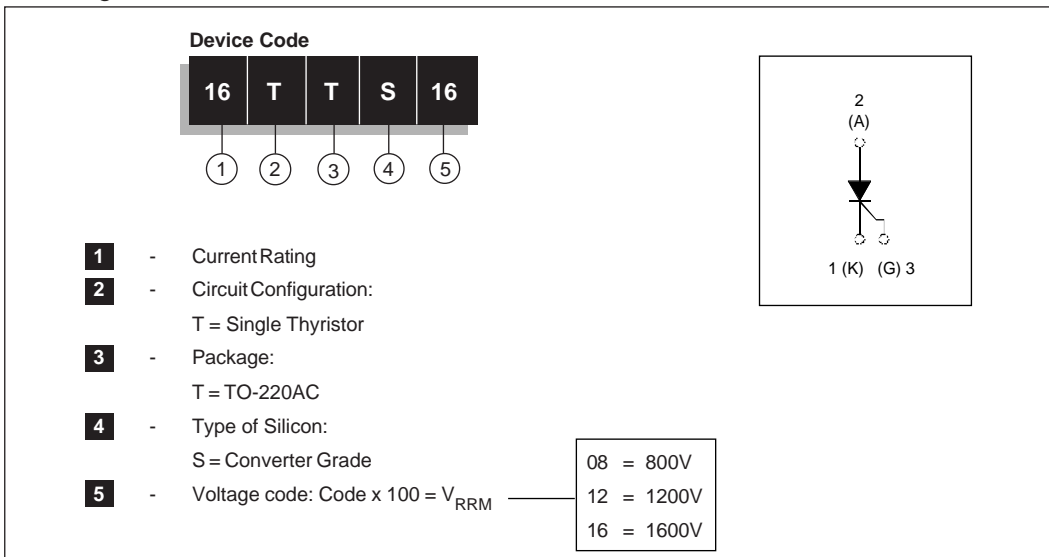 Device Code
16 T T S 16
1 2 3 4 5
2
(A)
1 (K) (G) 3
1 - Current Rating
2 - Circuit Configuration:
T = Single Thyristor
3 - Package:
T = TO-220AC
4 - Type of Silicon:
S = Converter Grade
5 - Voltage code: Code x 100 = VRRM
08 = 800V
12 = 1200V
16 = 1600V